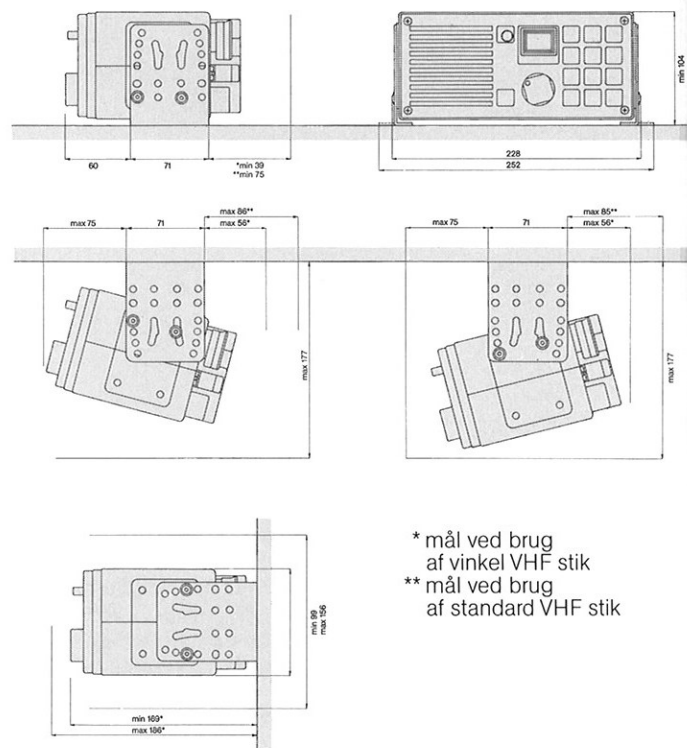 min 104
60
71
*min 39
**min 75
228
252
max 86**
max 75
71
max 56*
max 177
max 85**
max 75
71
max 56*
max 177
* mål ved brug
af vinkel VHF stik
** mål ved brug
af standard VHF stik
min 99
max 156
min 169*
max 186*